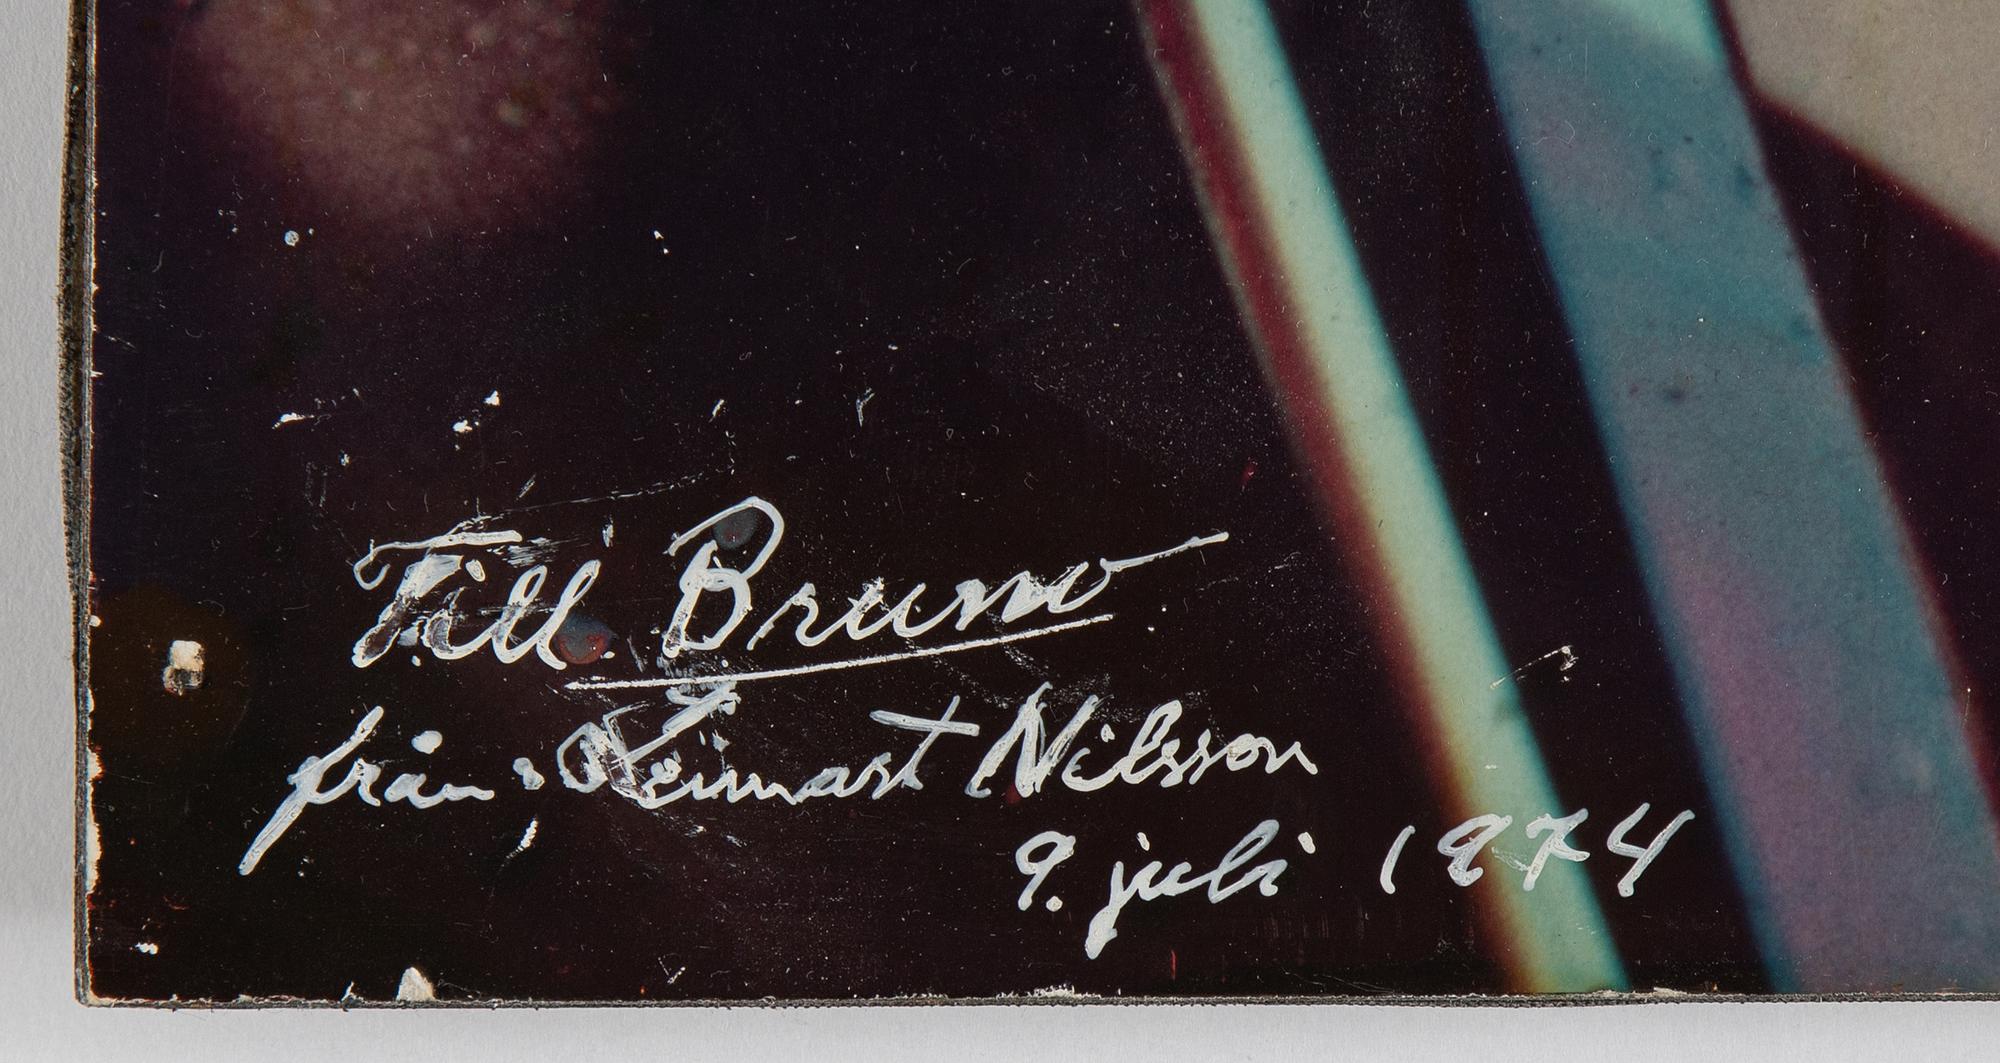 Till Bruno
från Lennart Nilsson
9. juli 1974